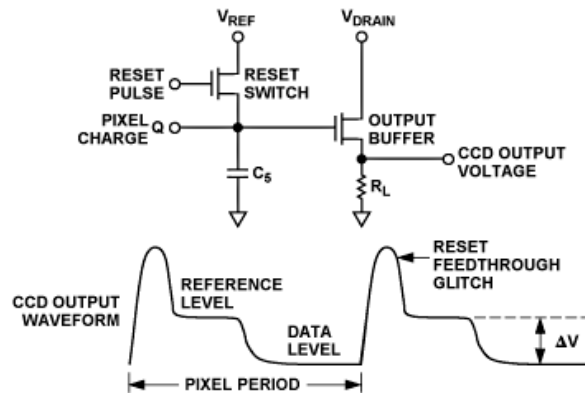 VREF
VDRAIN
RESET
PULSE
RESET
SWITCH
PIXEL
CHARGE Q
OUTPUT
BUFFER
C5
RL
CCD OUTPUT
VOLTAGE
CCD OUTPUT
WAVEFORM
REFERENCE
LEVEL
DATA
LEVEL
RESET
FEEDTHROUGH
GLITCH
ΔV
PIXEL PERIOD